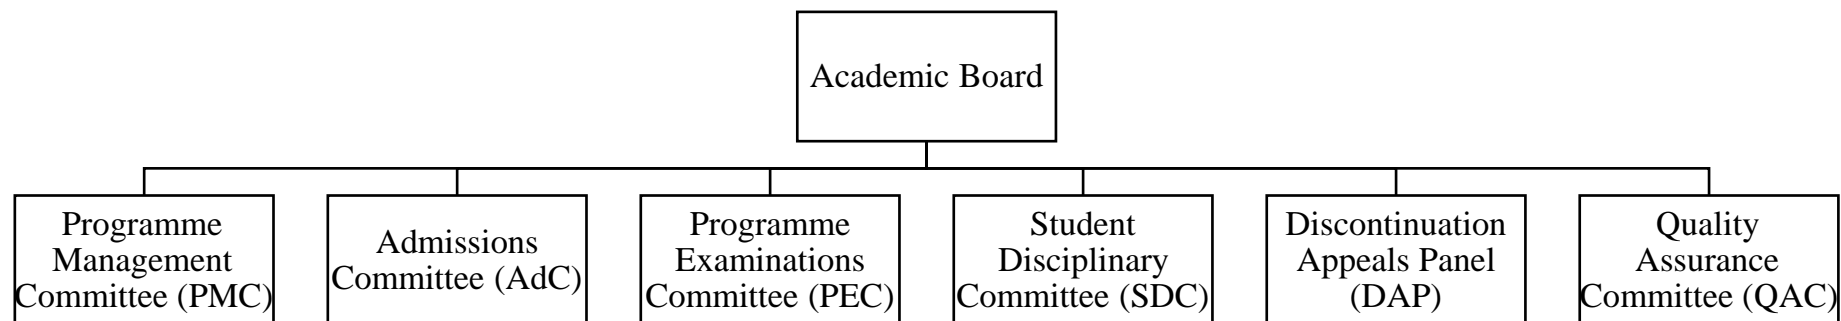 Academic Board
Programme
Management
Committee (PMC)
Admissions
Committee (AdC)
Programme
Examinations
Committee (PEC)
Student
Disciplinary
Committee (SDC)
Discontinuation
Appeals Panel
(DAP)
Quality
Assurance
Committee (QAC)